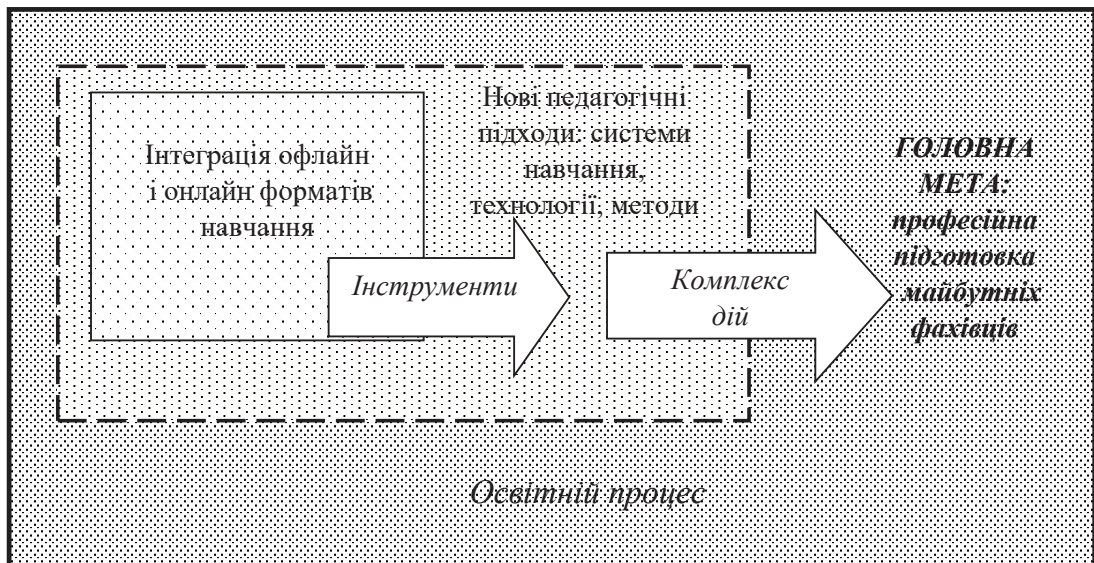 Інтеграція офлайн
і онлайн форматів
навчання
Нові педагогічні
підходи: системи
навчання,
технології, методи
Інструменти
Комплекс
дій
ГОЛОВНА
МЕТА:
професійна
підготовка
майбутніх
фахівців
Освітній процес